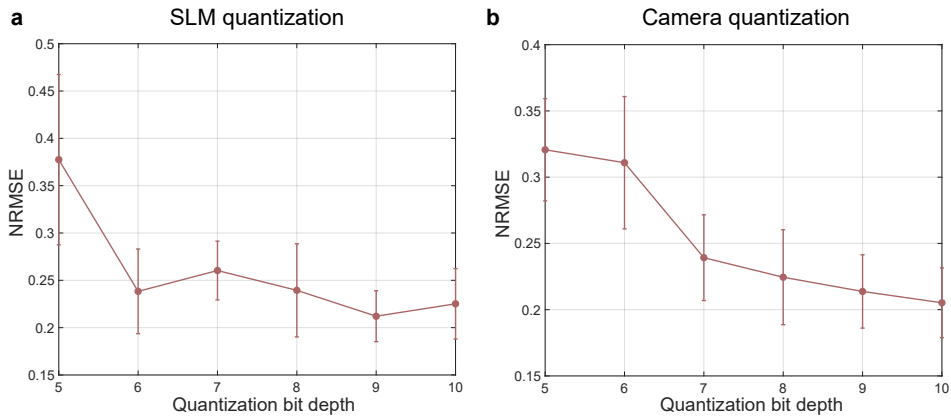 a
SLM quantization
0.5
0.45
0.4
0.35
0.3
0.25
0.2
0.15
NRMSE
5 6 7 8 9 10
Quantization bit depth
b
Camera quantization
0.4
0.35
0.3
0.25
0.2
0.15
NRMSE
5 6 7 8 9 10
Quantization bit depth